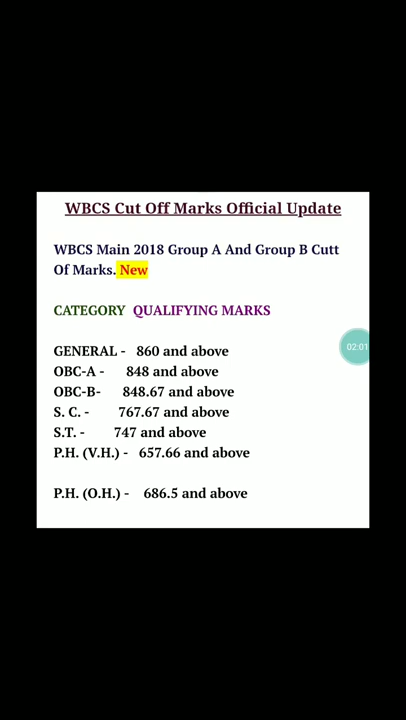 WBCS Cut Off Marks Official Update
WBCS Main 2018 Group A And Group B Cutt
Of Marks. New
CATEGORY QUALIFYING MARKS
GENERAL - 860 and above
OBC-A - 848 and above
OBC-B- 848.67 and above
S. C. - 767.67 and above
S.T. - 747 and above
P.H. (V.H.) - 657.66 and above
P.H. (O.H.) - 686.5 and above
02:01